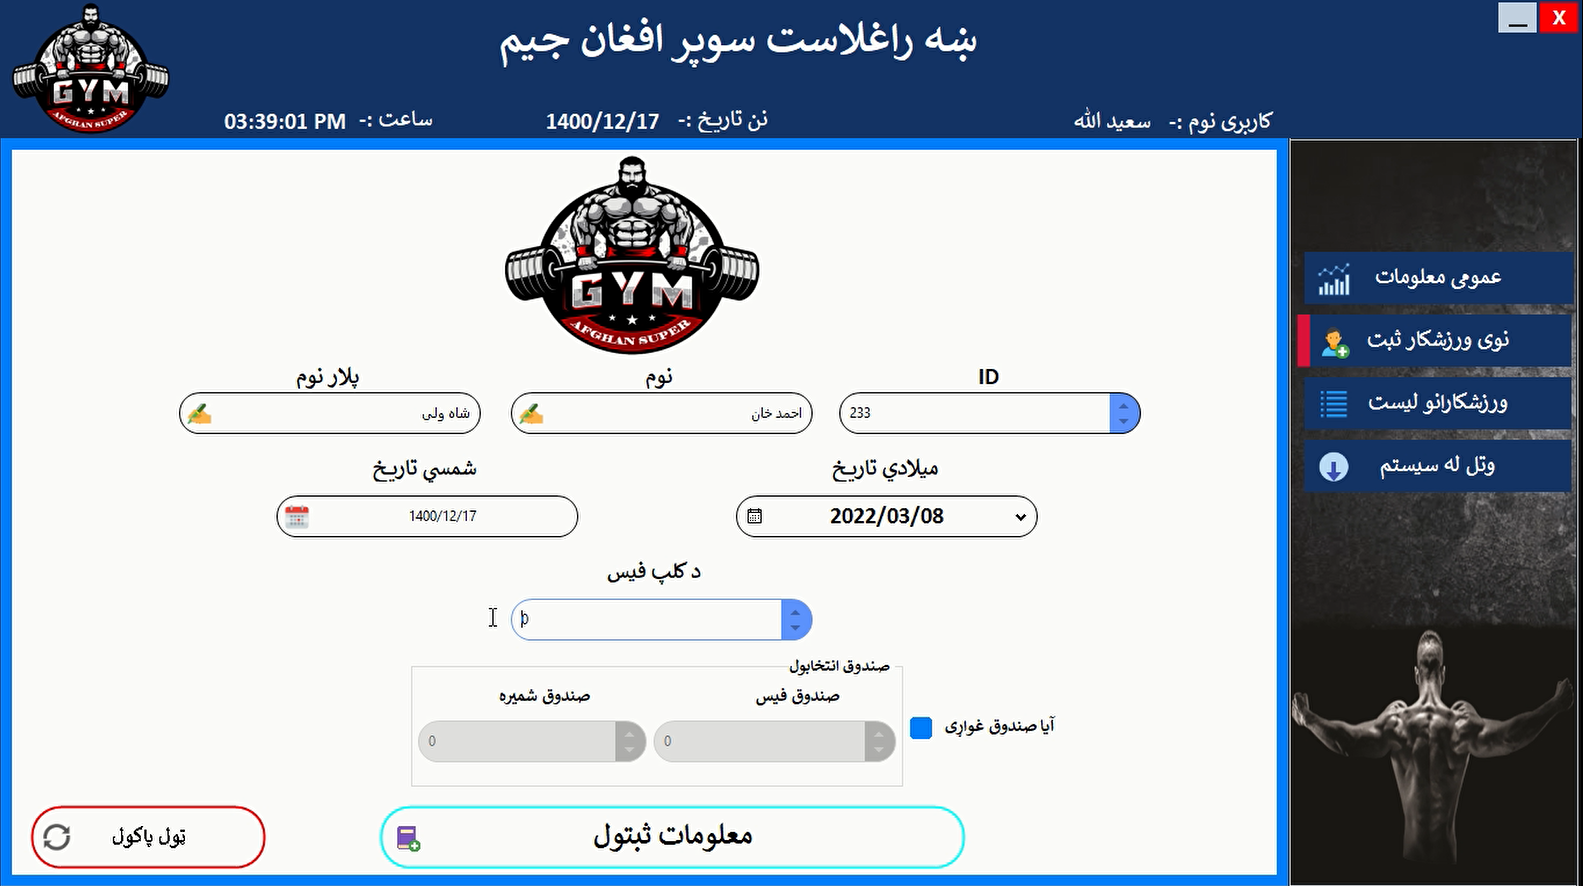 ښه راغلاست سوپر افغان جیم
X
GYM
AFGHAN SUPER
کاربری نوم :- سعید الله
نن تاریخ :- 1400/12/17
ساعت :- 03:39:01 PM
GYM
AFGHAN SUPER
عمومی معلومات
نوی ورزشکار ثبت
ورزشکارانو لیست
وتل له سیستم
ID
نوم
پلار نوم
233
احمد خان
شاه ولی
میلادي تاریخ
شمسي تاریخ
2022/03/08
1400/12/17
د کلپ فیس
0
صندوق انتخابول
صندوق فیس
صندوق شمیره
آیا صندوق غواړی
0
0
معلومات ثبتول
ټول پاکول